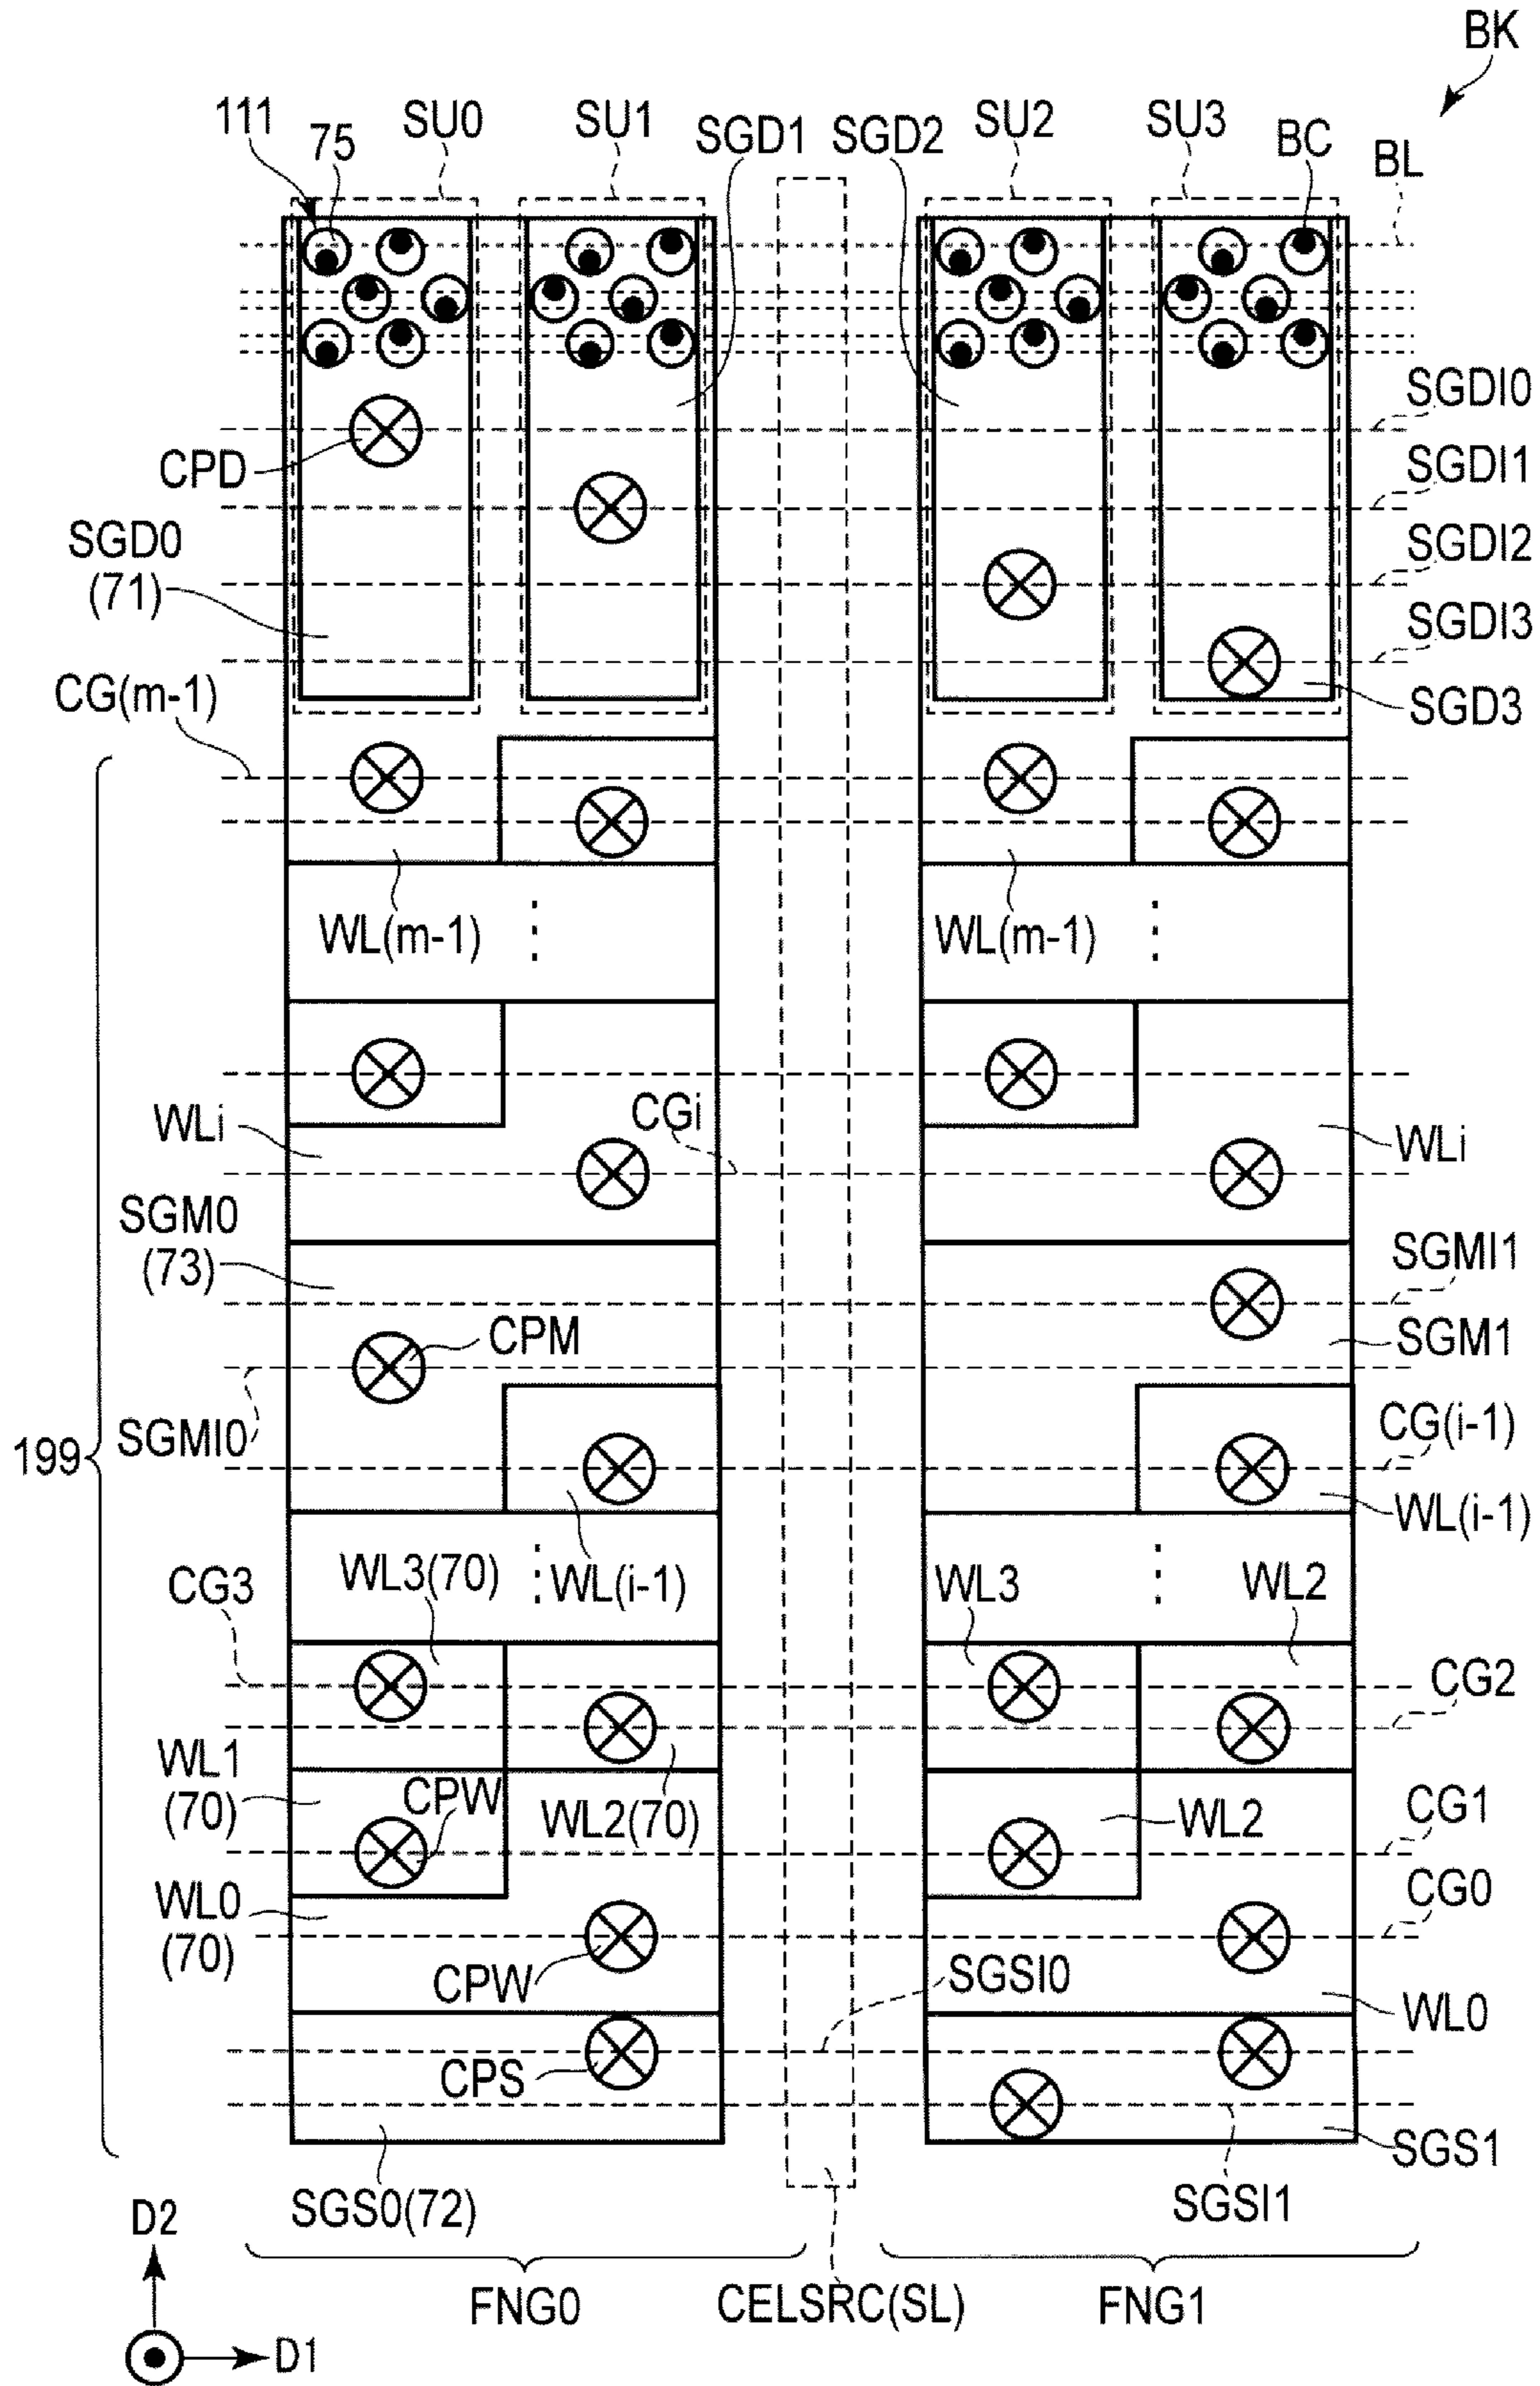 BK
111
75
SU0
SU1
SGD1
SGD2
SU2
SU3
BC
BL
SGDI0
CPD
SGDI1
SGD0
(71)
SGDI2
SGDI3
CG(m-1)
SGD3
WL(m-1)
⋮
WL(m-1)
⋮
WLi
CGi
WLi
SGM0
(73)
SGMI1
CPM
SGM1
SGMI0
CG(i-1)
199
WL(i-1)
CG3
WL3(70)
⋮
WL(i-1)
WL3
⋮
WL2
CG2
WL1
(70)
CPW
WL2(70)
WL2
CG1
WL0
(70)
CG0
CPW
SGSI0
WL0
CPS
SGS1
SGS0(72)
SGSI1
D2
FNG0
CELSRC(SL)
FNG1
D1